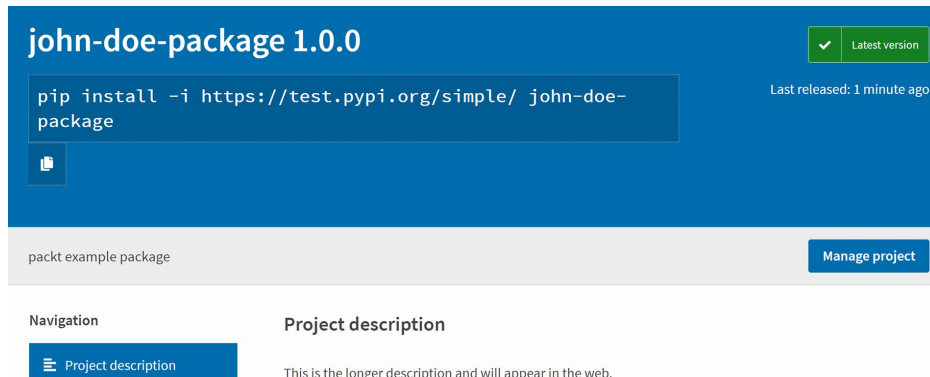 john-doe-package 1.0.0
Latest version
pip install -i https://test.pypi.org/simple/ john-doe-
package
Last released: 1 minute ago
packt example package
Manage project
Navigation
Project description
Project description
This is the longer description and will appear in the web.